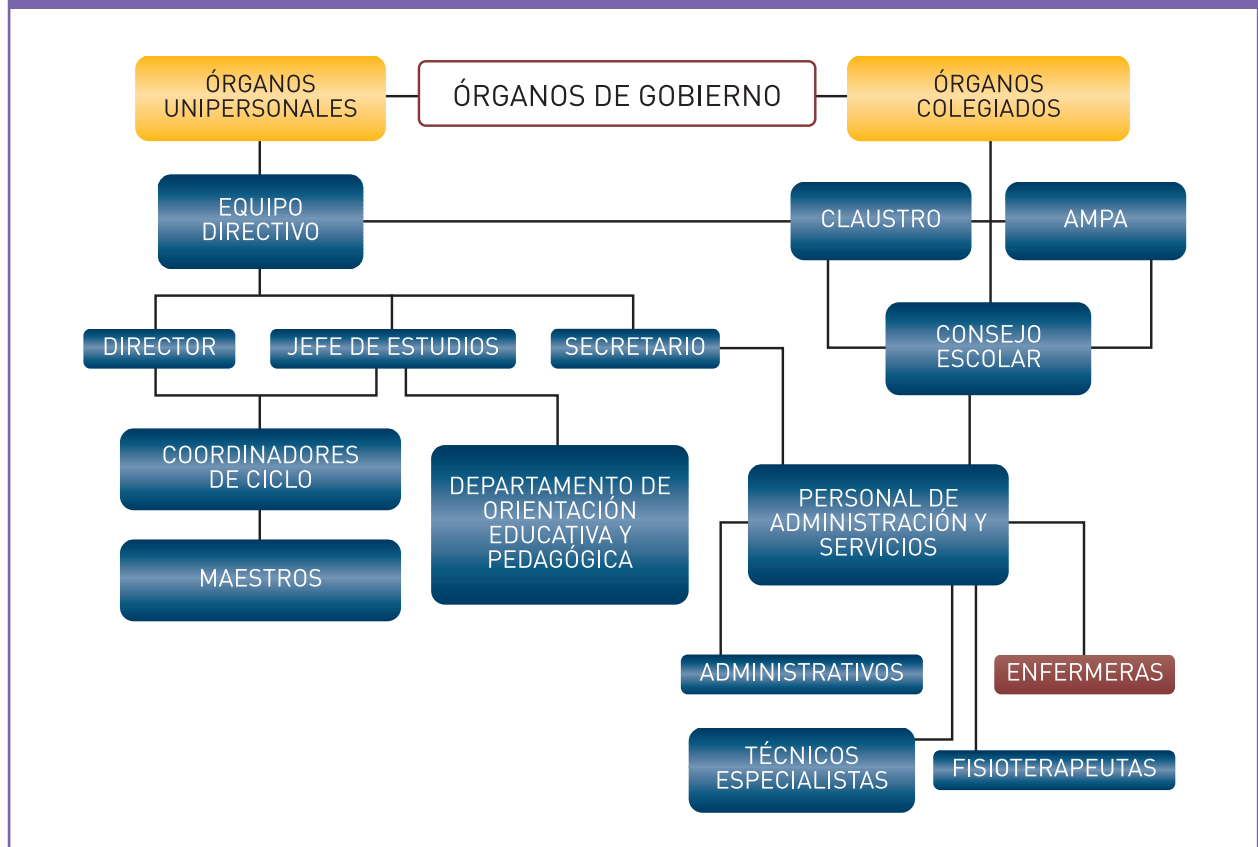 ÓRGANOS
UNIPERSONALES
ÓRGANOS DE GOBIERNO
ÓRGANOS
COLEGIADOS
EQUIPO
DIRECTIVO
CLAUSTRO
AMPA
DIRECTOR
JEFE DE ESTUDIOS
SECRETARIO
CONSEJO
ESCOLAR
COORDINADORES
DE CICLO
DEPARTAMENTO DE
ORIENTACIÓN
EDUCATIVA Y
PEDAGÓGICA
PERSONAL DE
ADMINISTRACIÓN Y
SERVICIOS
MAESTROS
ADMINISTRATIVOS
ENFERMERAS
TÉCNICOS
ESPECIALISTAS
FISIOTERAPEUTAS